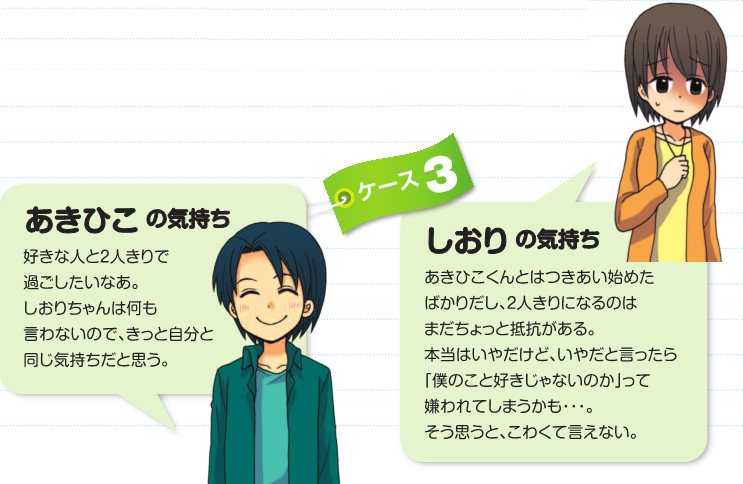 ケース3
あきひこ の気持ち
好きな人と2人きりで
過ごしたいなあ。
しおりちゃんは何も
言わないので、きっと自分と
同じ気持ちだと思う。
しおり の気持ち
あきひこくんとはつきあい始めた
ばかりだし、2人きりになるのは
まだちょっと抵抗がある。
本当はいやだけど、いやだと言ったら
「僕のこと好きじゃないのか」って
嫌われてしまうかも・・・。
そう思うと、こわくて言えない。